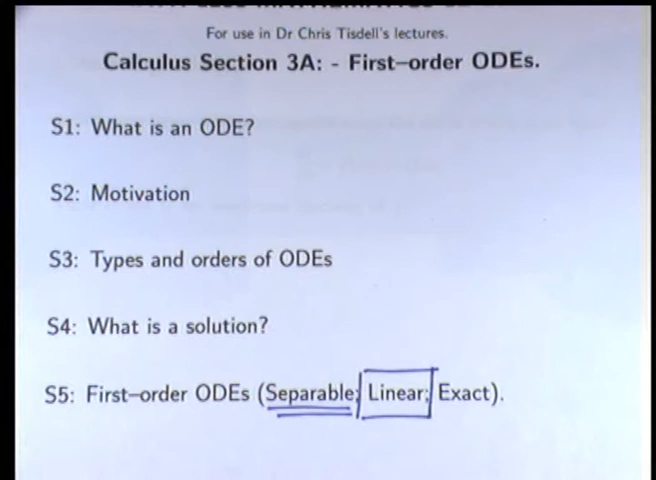 For use in Dr Chris Tisdell's lectures.
Calculus Section 3A: - First–order ODEs.
S1: What is an ODE?
S2: Motivation
S3: Types and orders of ODEs
S4: What is a solution?
S5: First–order ODEs (Separable; Linear; Exact).